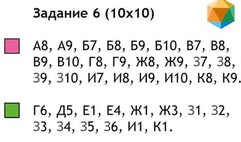 Задание 6 (10х10)
А8, А9, Б7, Б8, Б9, Б10, В7, В8,
В9, В10, Г8, Г9, Ж8, Ж9, З7, З8,
З9, З10, И7, И8, И9, И10, К8, К9.
Г6, Д5, Е1, Е4, Ж1, Ж3, З1, З2,
З3, З4, З5, З6, И1, К1.